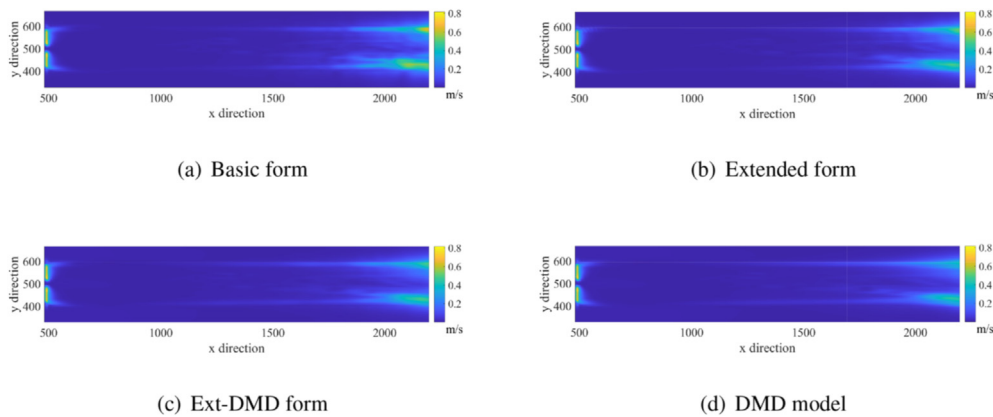 600
500
400
y direction
500
1000
1500
2000
x direction
0.8
0.6
0.4
0.2
m/s
(a) Basic form
600
500
400
y direction
500
1000
1500
2000
x direction
0.8
0.6
0.4
0.2
m/s
(b) Extended form
600
500
400
y direction
500
1000
1500
2000
x direction
0.8
0.6
0.4
0.2
m/s
(c) Ext-DMD form
600
500
400
y direction
500
1000
1500
2000
x direction
0.8
0.6
0.4
0.2
m/s
(d) DMD model